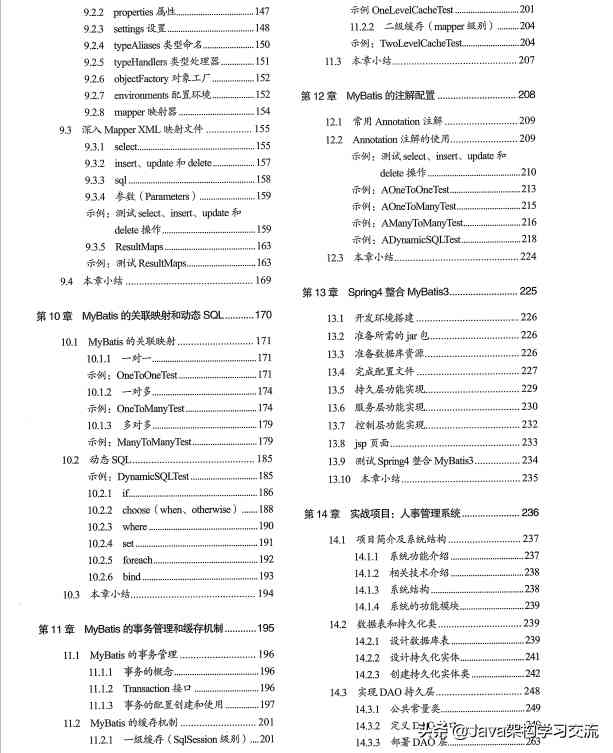 9.2.2 properties 属性......147
9.2.3 settings 设置......148
9.2.4 typeAliases 类型命名......150
9.2.5 typeHandlers 类型处理器......151
9.2.6 objectFactory 对象工厂......152
9.2.7 environments 配置环境......152
9.2.8 mapper 映射器......154
9.3 深入 Mapper XML 映射文件......155
9.3.1 select......155
9.3.2 insert、update 和 delete......157
9.3.3 sql......158
9.3.4 参数（Parameters）......159
示例：测试 select、insert、update 和
delete 操作......159
9.3.5 ResultMaps......163
示例：测试 ResultMaps......163
9.4 本章小结......169
第 10 章 MyBatis 的关联映射和动态 SQL......170
10.1 MyBatis 的关联映射......171
10.1.1 一对一......171
示例：OneToOneTest......171
10.1.2 一对多......174
示例：OneToManyTest......174
10.1.3 多对多......179
示例：ManyToManyTest......179
10.2 动态 SQL......185
示例：DynamicSQLTest......185
10.2.1 if......186
10.2.2 choose（when、otherwise）......188
10.2.3 where......190
10.2.4 set......191
10.2.5 foreach......192
10.2.6 bind......193
10.3 本章小结......194
第 11 章 MyBatis 的事务管理和缓存机制......195
11.1 MyBatis 的事务管理......196
11.1.1 事务的概念......196
11.1.2 Transaction 接口......196
11.1.3 事务的配置创建和使用......197
11.2 MyBatis 的缓存机制......201
11.2.1 一级缓存（SqlSession 级别）......201
示例 OneLevelCacheTest......201
11.2.2 二级缓存（mapper 级别）......204
示例：TwoLevelCacheTest......204
11.3 本章小结......207
第 12 章 MyBatis 的注解配置......208
12.1 常用 Annotation 注解......209
12.2 Annotation 注解的使用......209
示例：测试 select、insert、update 和
delete 操作......210
示例：AOneToOneTest......213
示例：AOneToManyTest......215
示例：AManyToManyTest......216
示例：ADynamicSQLTest......218
12.3 本章小结......224
第 13 章 Spring4 整合 MyBatis3......225
13.1 开发环境搭建......226
13.2 准备所需的 jar 包......226
13.3 准备数据库资源......226
13.4 完成配置文件......227
13.5 持久层功能实现......229
13.6 服务层功能实现......230
13.7 控制层功能实现......232
13.8 jsp 页面......233
13.9 测试 Spring4 整合 MyBatis3......234
13.10 本章小结......235
第 14 章 实战项目：人事管理系统......236
14.1 项目简介及系统结构......237
14.1.1 系统功能介绍......237
14.1.2 相关技术介绍......238
14.1.3 系统结构......238
14.1.4 系统的功能模块......239
14.2 数据表和持久化类......239
14.2.1 设计数据库表......239
14.2.2 设计持久化实体......241
14.2.3 创建持久化实体类......242
14.3 实现 DAO 持久层......248
14.3.1 公共常量类......249
14.3.2 定义 DAO
14.3.3 部署 DAO 层......263
头条@Java架构学习交流